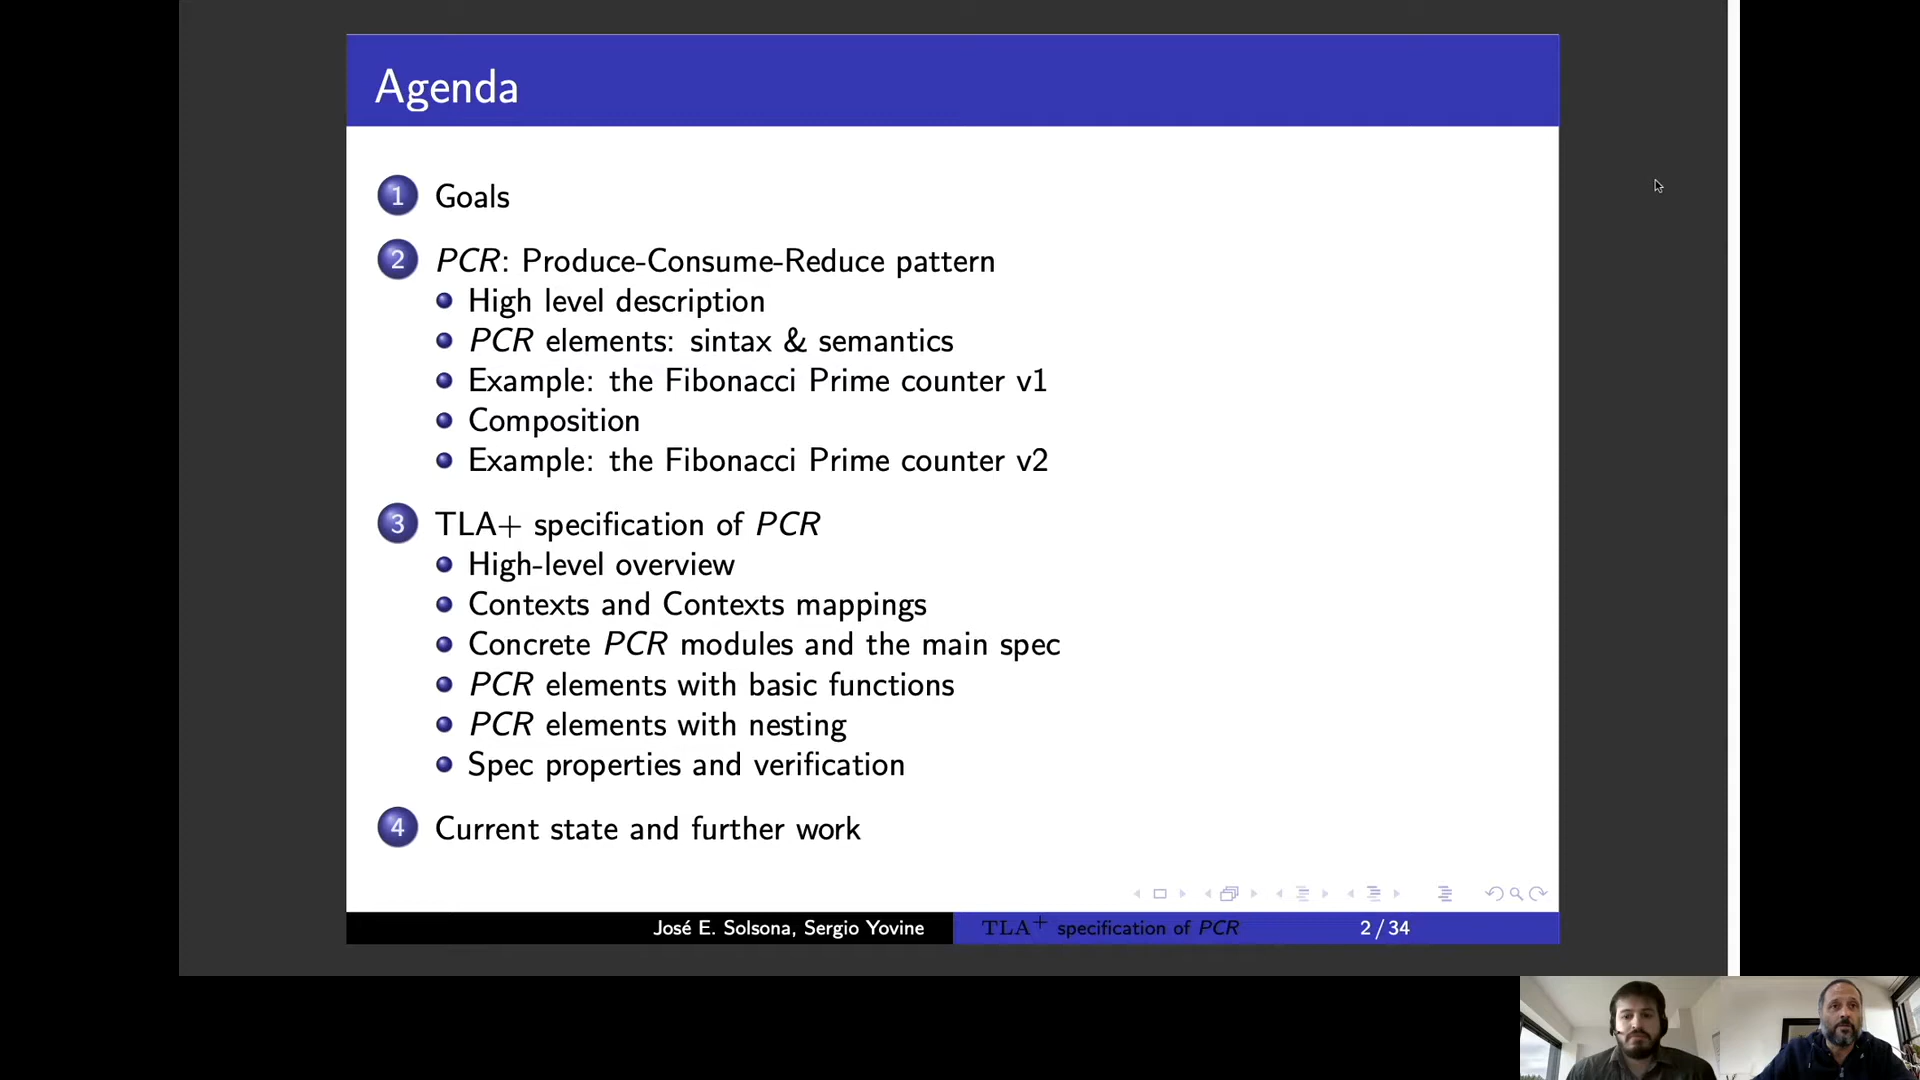 Agenda
1 Goals
2 PCR: Produce-Consume-Reduce pattern
High level description
PCR elements: sintax & semantics
Example: the Fibonacci Prime counter v1
Composition
Example: the Fibonacci Prime counter v2
3 TLA+ specification of PCR
High-level overview
Contexts and Contexts mappings
Concrete PCR modules and the main spec
PCR elements with basic functions
PCR elements with nesting
Spec properties and verification
4 Current state and further work
José E. Solsona, Sergio Yovine TLA+ specification of PCR 2 / 34